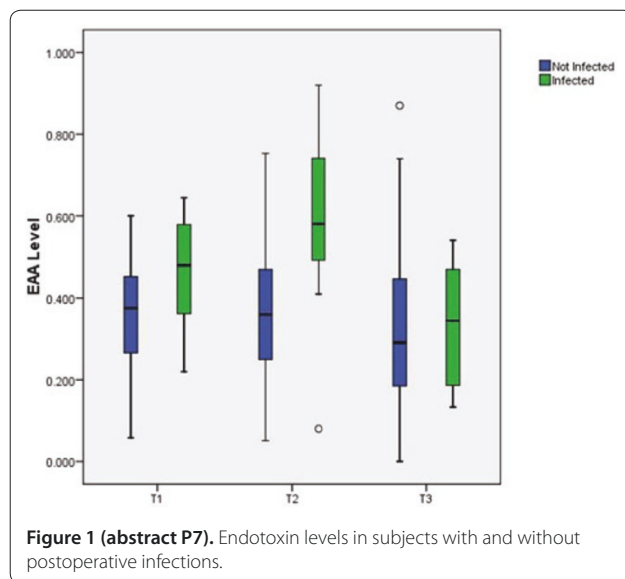 1.000
Not Infected
Infected
0.800
0.600
EAA Level
0.400
0.200
0.000
T1
T2
T3
Figure 1 (abstract P7). Endotoxin levels in subjects with and without
postoperative infections.